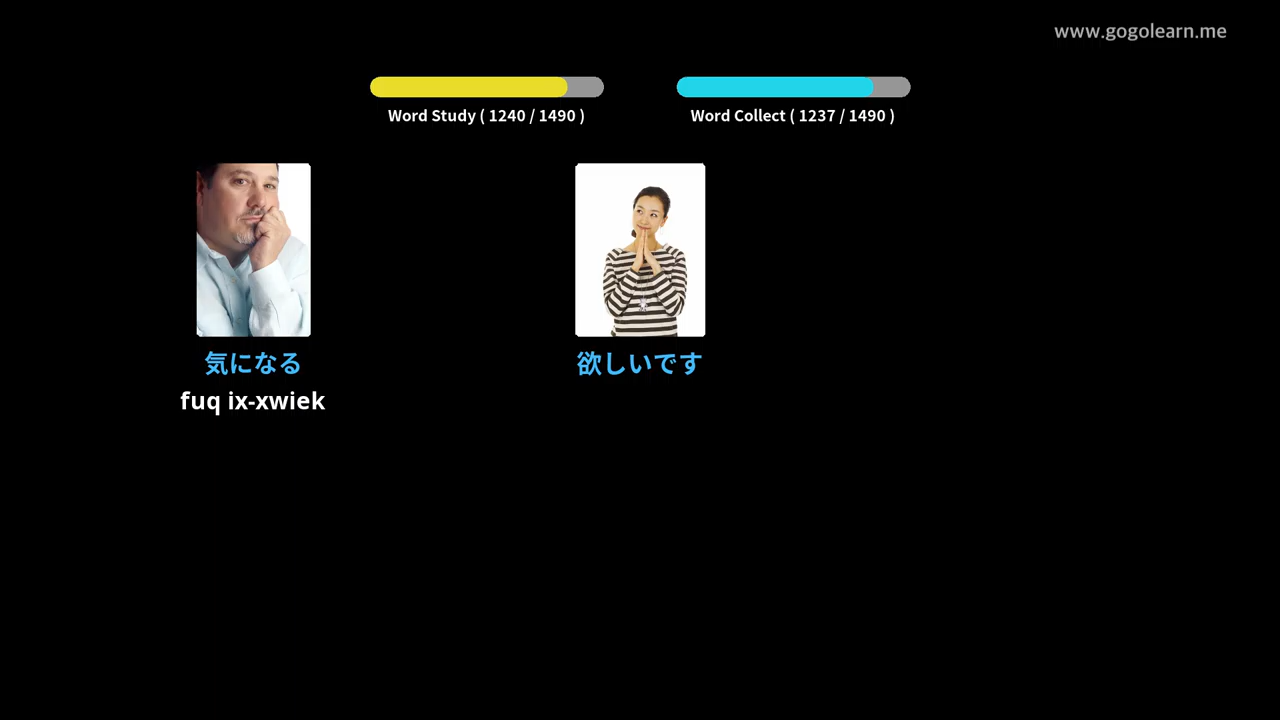 www.gogolearn.me
Word Study ( 1240 / 1490 )
Word Collect ( 1237 / 1490 )
気になる
欲しいです
fuq ix-xwiek